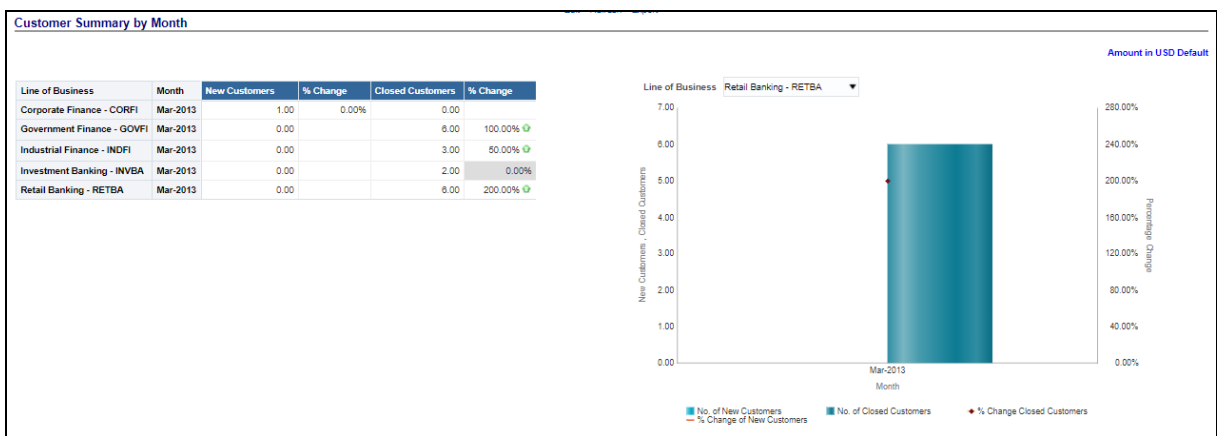 Customer Summary by Month
Amount in USD Default
Line of Business Month New Customers % Change Closed Customers % Change
Corporate Finance - CORFI Mar-2013 1.00 0.00% 0.00
Government Finance - GOVFI Mar-2013 0.00 6.00 100.00%
Industrial Finance - INDFI Mar-2013 0.00 3.00 50.00%
Investment Banking - INVBA Mar-2013 0.00 2.00 0.00%
Retail Banking - RETBA Mar-2013 0.00 6.00 200.00%
Line of Business Retail Banking - RETBA
New Customers , Closed Customers
7.00
6.00
5.00
4.00
3.00
2.00
1.00
0.00
280.00%
240.00%
200.00%
160.00%
120.00%
80.00%
40.00%
0.00%
Percentage Change
Mar-2013
Month
No. of New Customers No. of Closed Customers % Change Closed Customers
% Change of New Customers